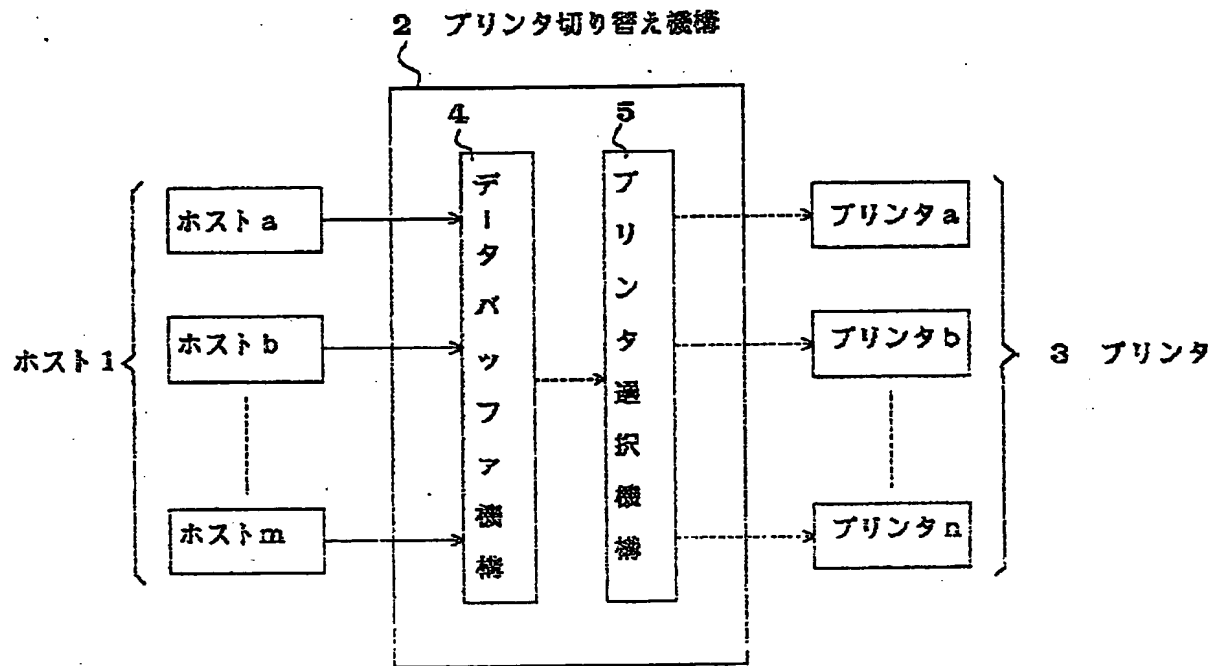 2 プリンタ切り替え機構
4
5
データバッファ機構
プリンタ選択機構
ホスト1
ホストa
ホストb
ホストm
プリンタa
プリンタb
プリンタn
3 プリンタ